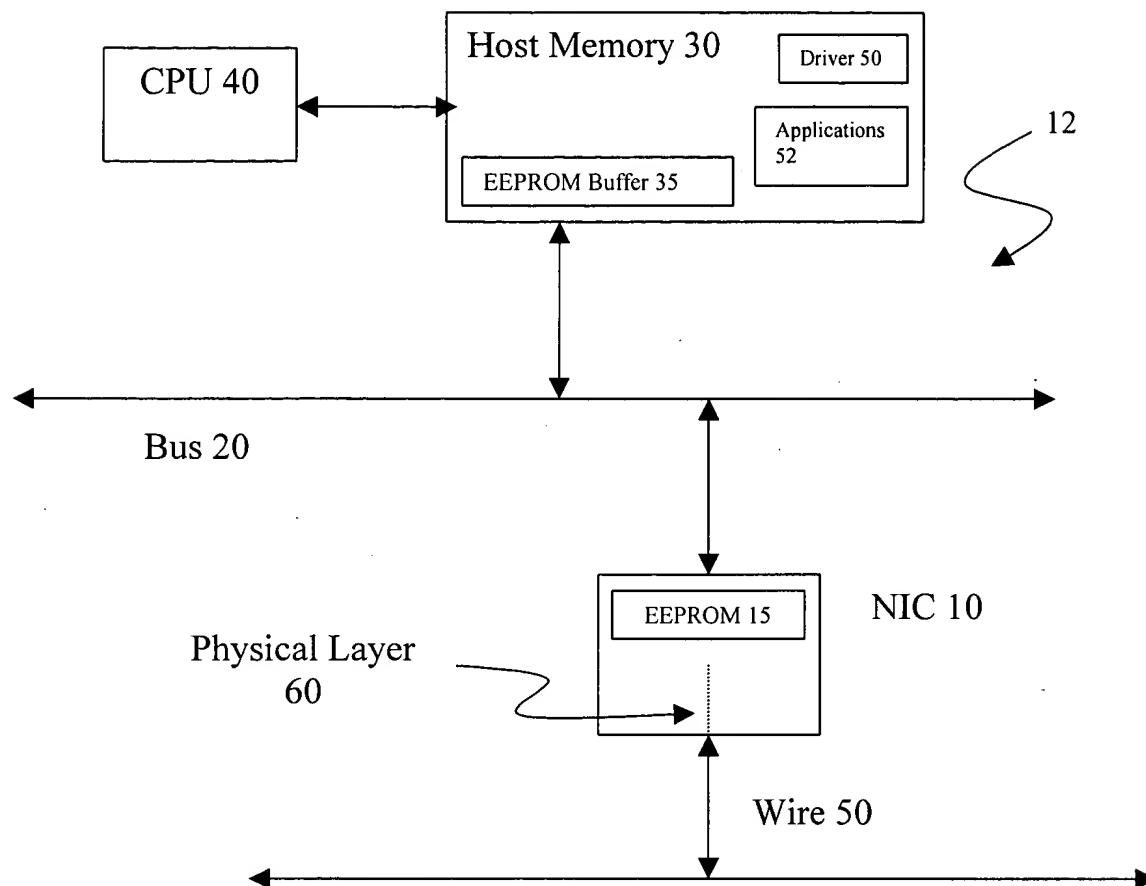 Host Memory 30
Driver 50
CPU 40
Applications
52
12
EEPROM Buffer 35
Bus 20
EEPROM 15
NIC 10
Physical Layer
60
Wire 50